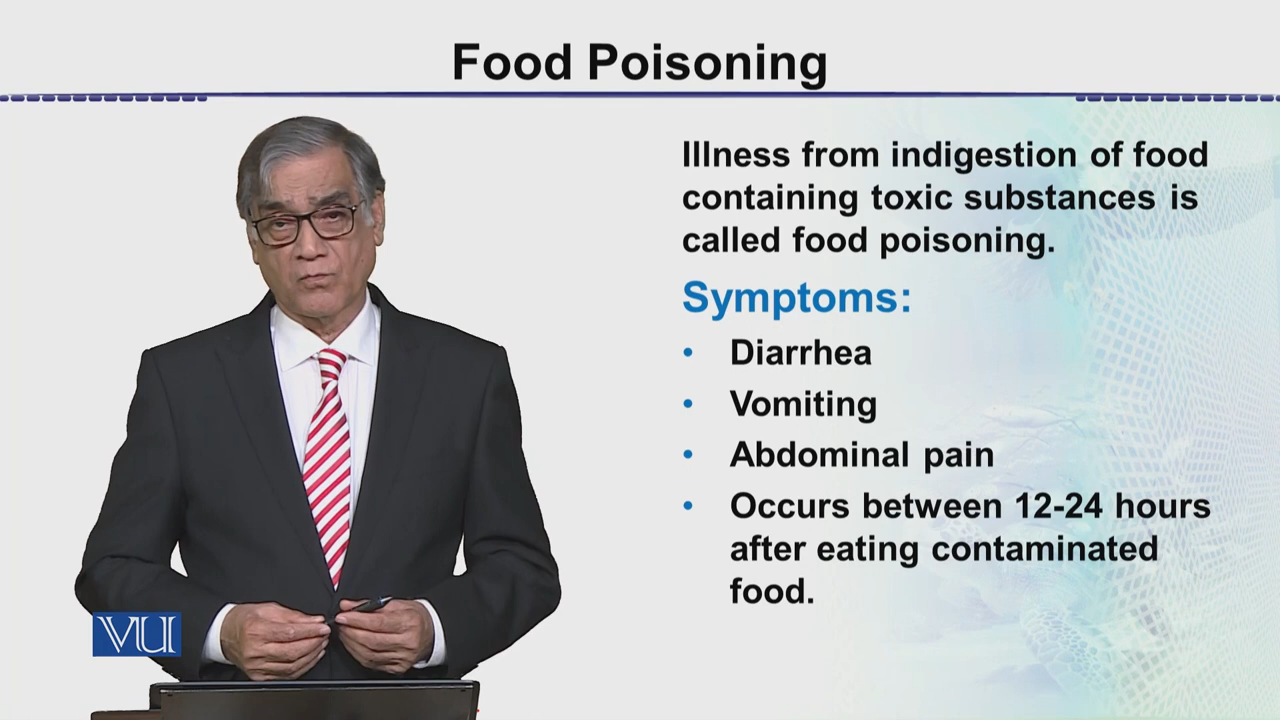 Food Poisoning
Illness from indigestion of food
containing toxic substances is
called food poisoning.
Symptoms:
• Diarrhea
• Vomiting
• Abdominal pain
• Occurs between 12-24 hours
after eating contaminated
food.
VU